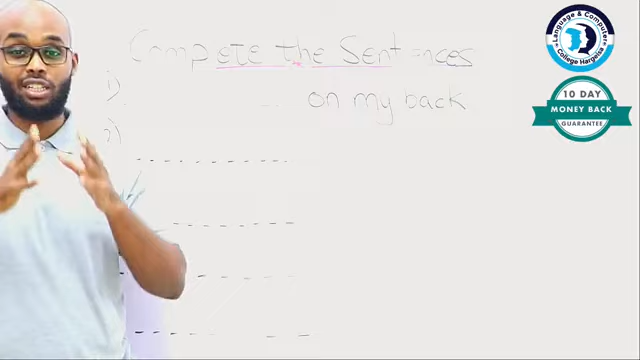 Complete the Sentences
1)
on my back
2)
Language & Computer
College Hargeisa
10 DAY
MONEY BACK
GUARANTEE